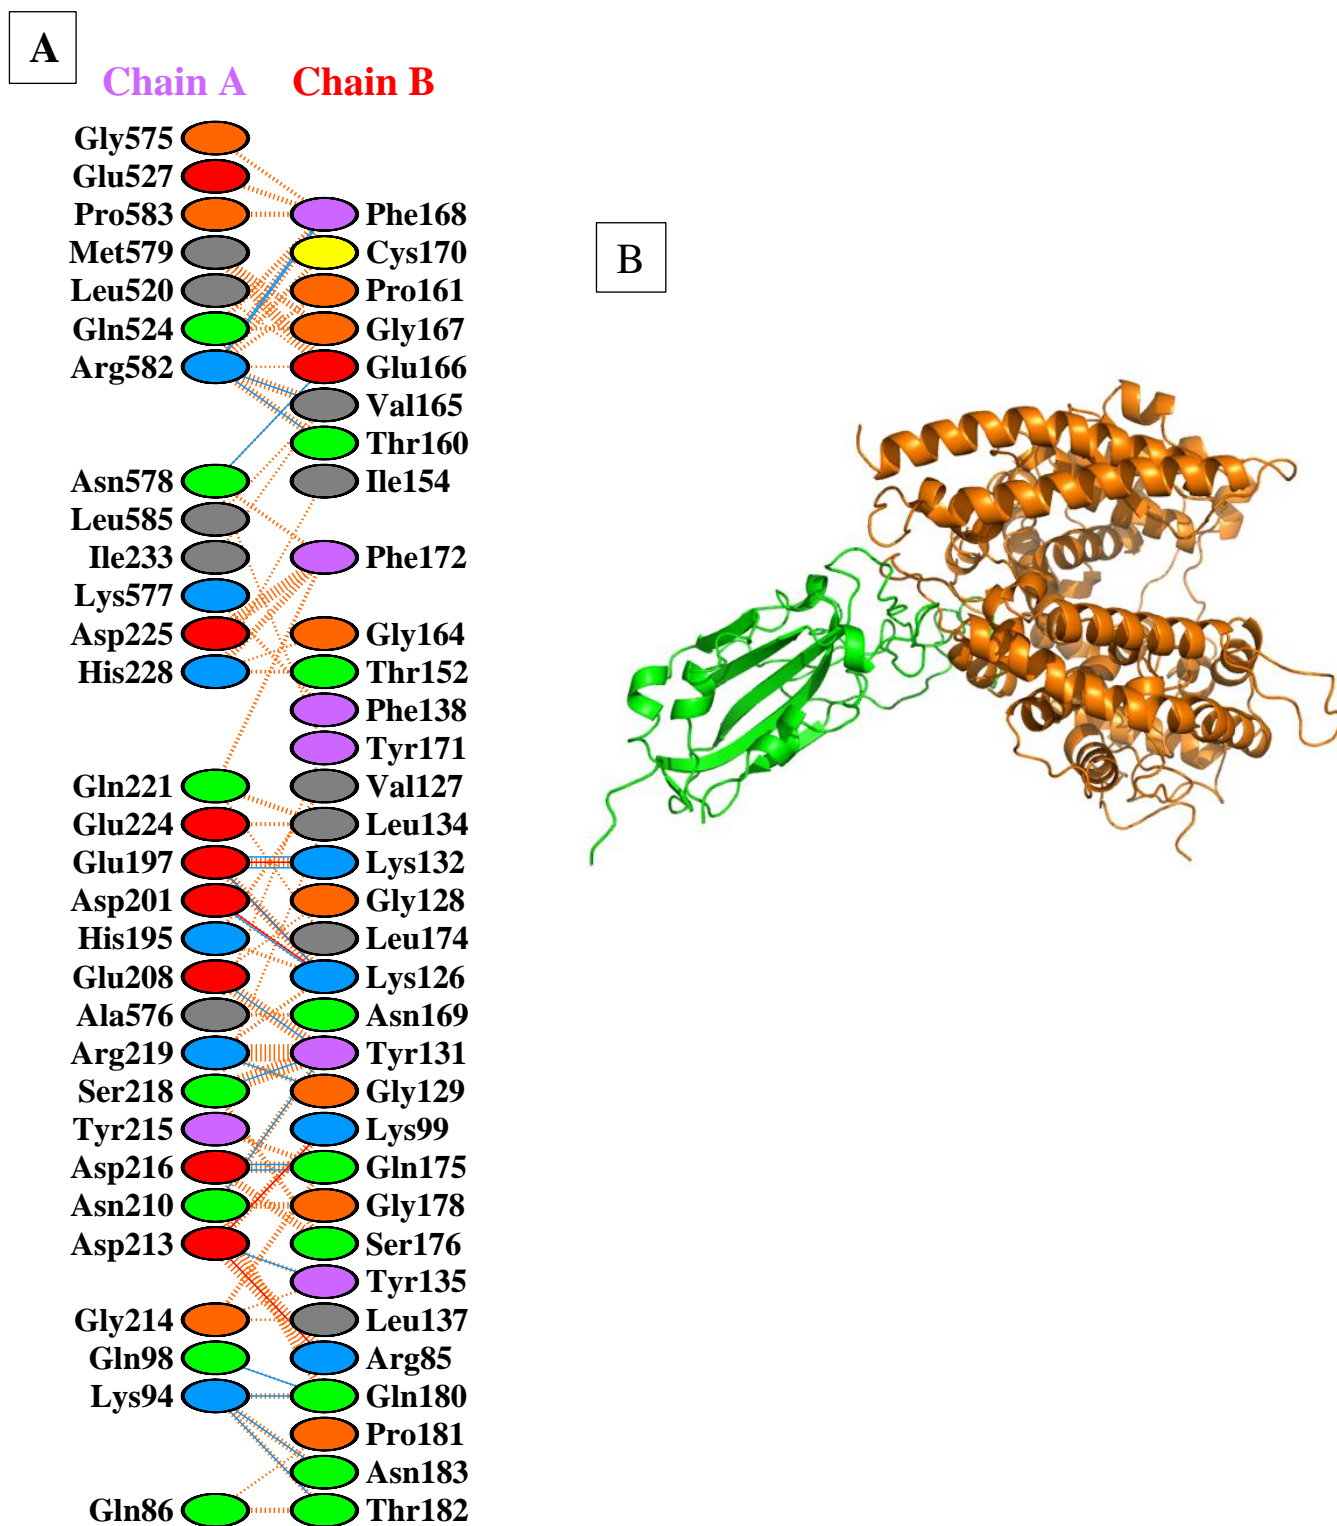 A
Chain A Chain B
Gly575
Glu527
Pro583 Phe168
Met579 Cys170
Leu520 Pro161
Gln524 Gly167
Arg582 Glu166
Val165
Thr160
Asn578 Ile154
Leu585
Ile233 Phe172
Lys577
Asp225 Gly164
His228 Thr152
Phe138
Tyr171
Gln221 Val127
Glu224 Leu134
Glu197 Lys132
Asp201 Gly128
His195 Leu174
Glu208 Lys126
Ala576 Asn169
Arg219 Tyr131
Ser218 Gly129
Tyr215 Lys99
Asp216 Gln175
Asn210 Gly178
Asp213 Ser176
Tyr135
Gly214 Leu137
Gln98 Arg85
Lys94 Gln180
Pro181
Asn183
Gln86 Thr182
B